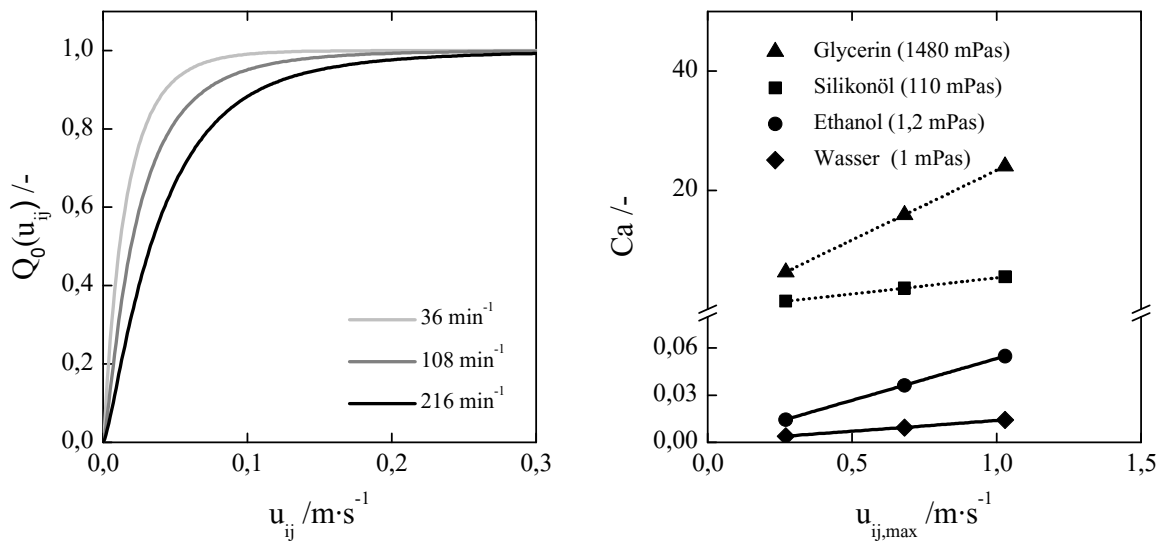 Q₀(u_ij) /-
1,0
0,8
0,6
0,4
0,2
0,0
36 min⁻¹
108 min⁻¹
216 min⁻¹
0,0 0,1 0,2 0,3
u_ij /m·s⁻¹
Ca /-
40
20
0,06
0,03
0,00
Glycerin (1480 mPas)
Silikonöl (110 mPas)
Ethanol (1,2 mPas)
Wasser (1 mPas)
0,0 0,5 1,0 1,5
u_ij,max /m·s⁻¹